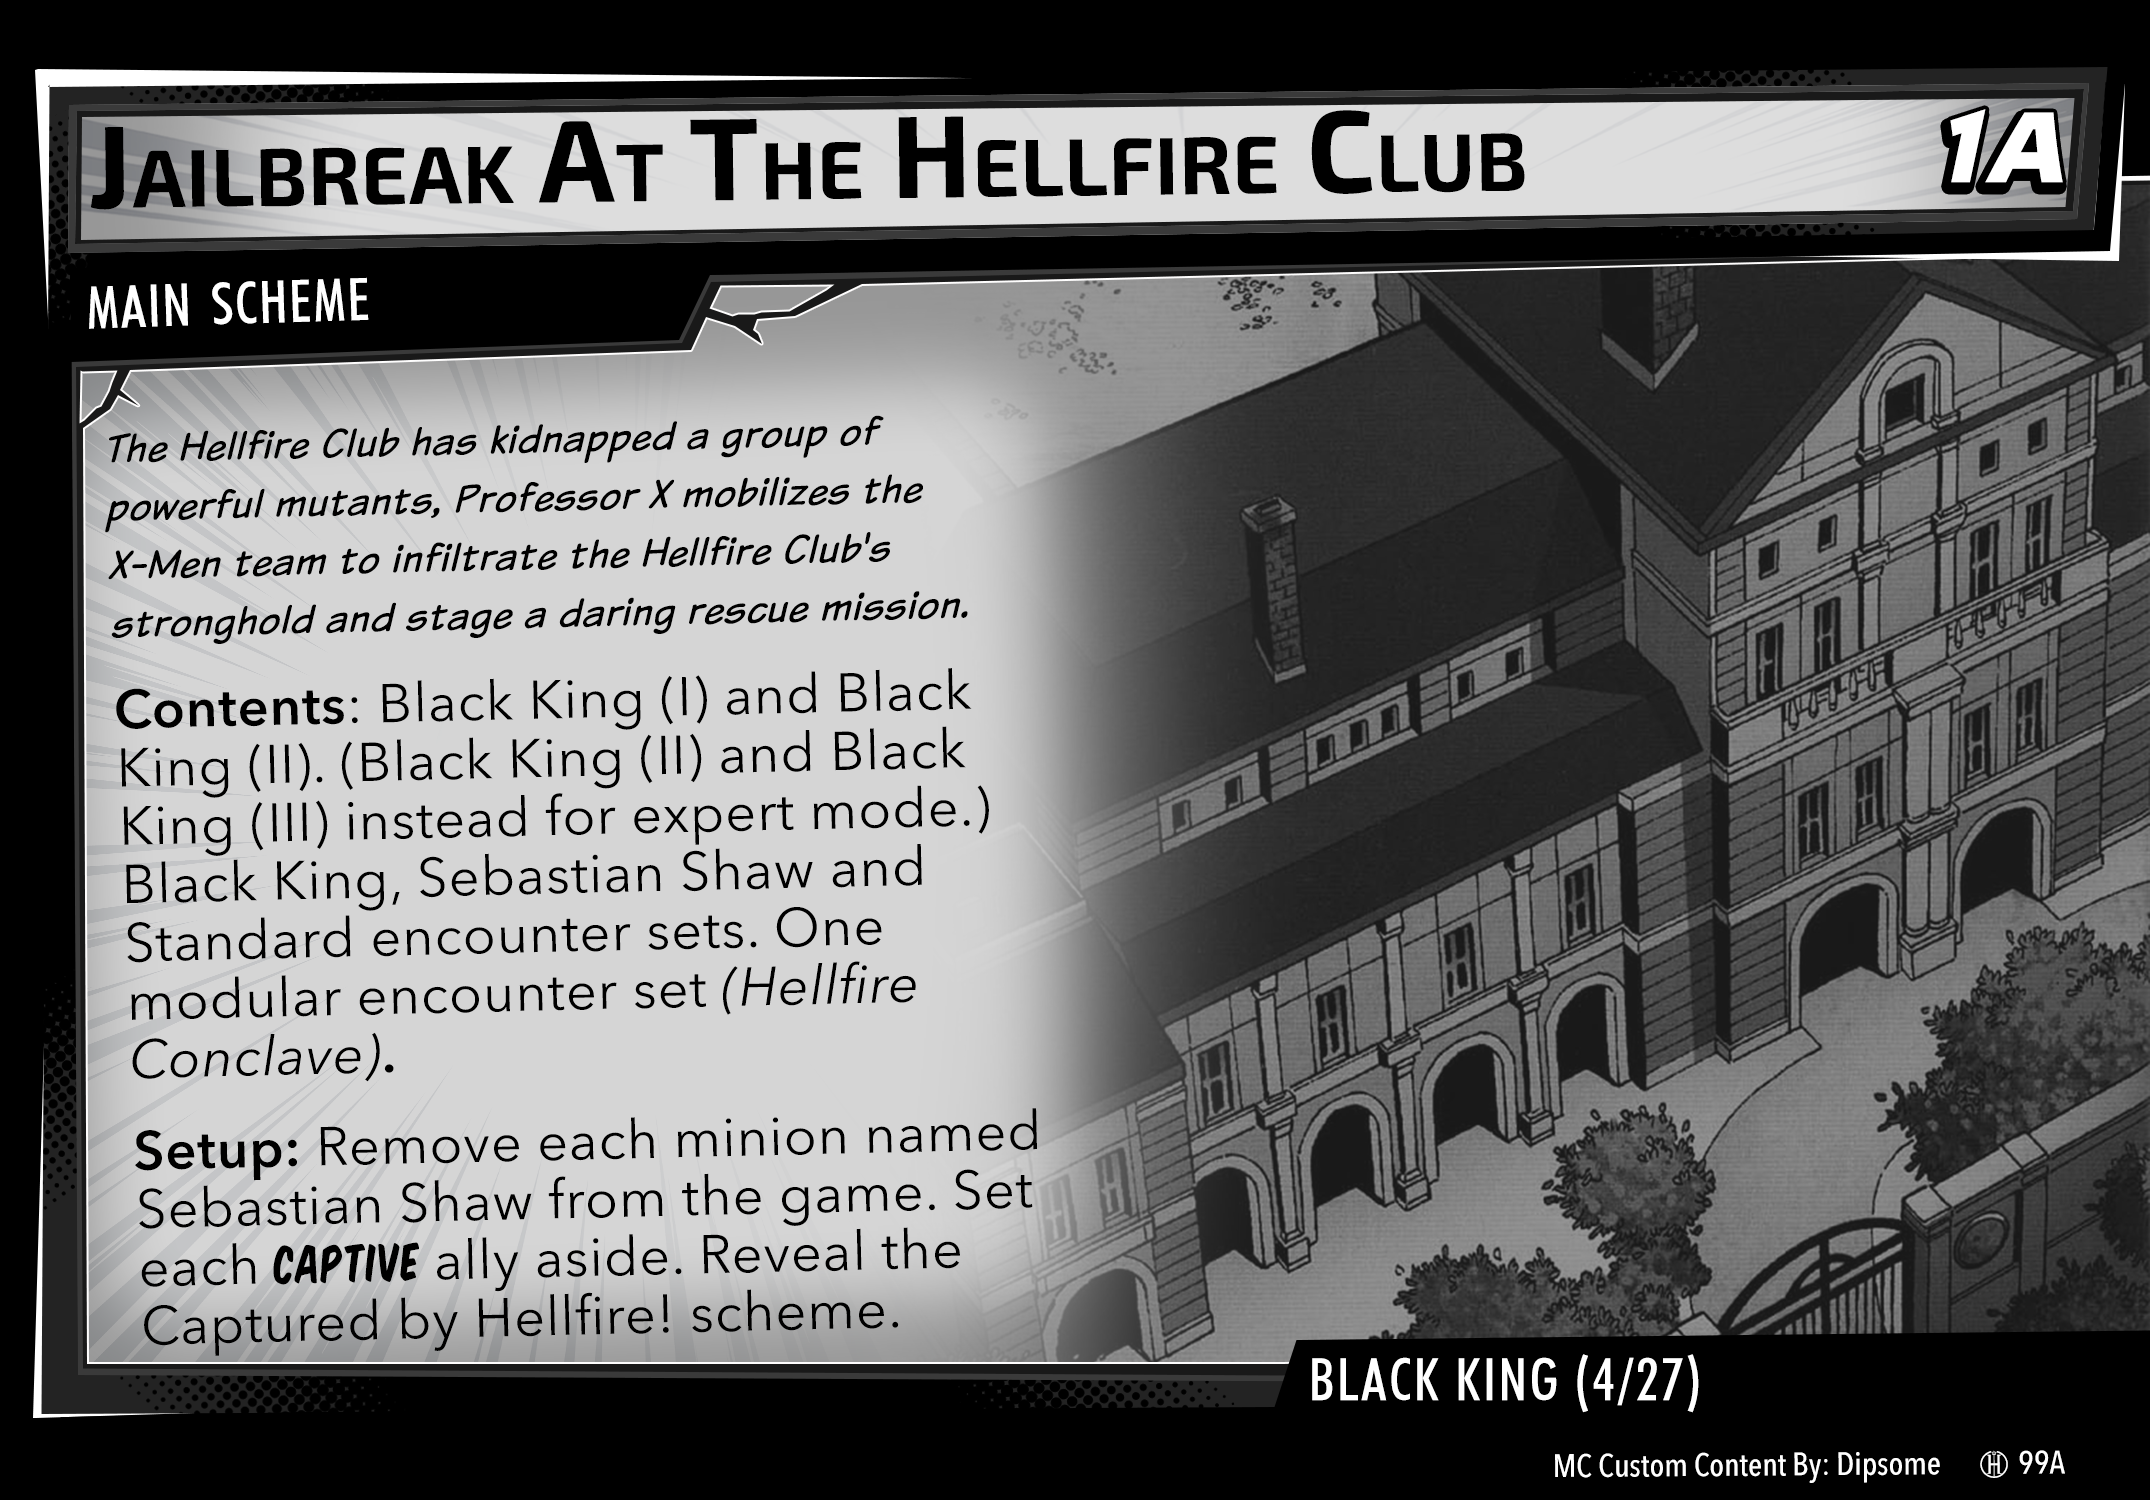 Jailbreak At The Hellfire Club
1A
MAIN SCHEME
The Hellfire Club has kidnapped a group of
powerful mutants, Professor X mobilizes the
X-Men team to infiltrate the Hellfire Club's
stronghold and stage a daring rescue mission.
Contents: Black King (I) and Black
King (II). (Black King (II) and Black
King (III) instead for expert mode.)
Black King, Sebastian Shaw and
Standard encounter sets. One
modular encounter set (Hellfire
Conclave).
Setup: Remove each minion named
Sebastian Shaw from the game. Set
each CAPTIVE ally aside. Reveal the
Captured by Hellfire! scheme.
BLACK KING (4/27)
MC Custom Content By: Dipsome 99A